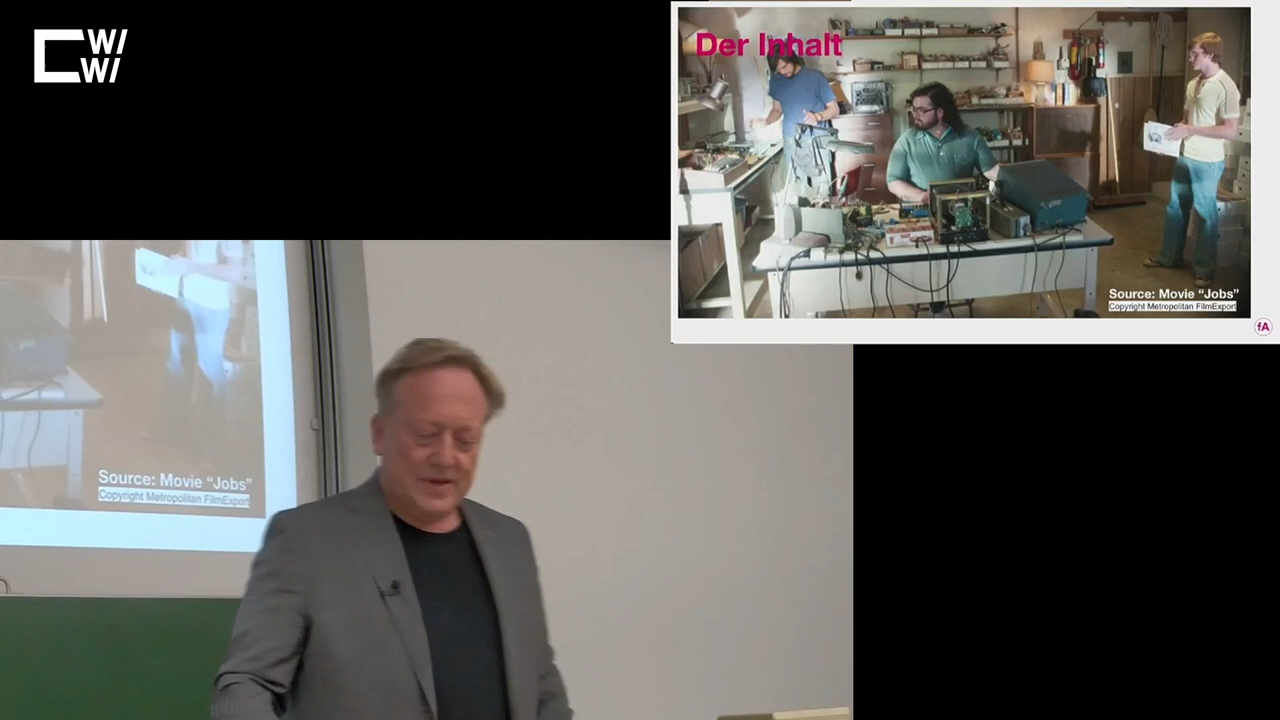 CW/
W/
Der Inhalt
Source: Movie “Jobs”
Copyright Metropolitan FilmExport
fA
Source: Movie “Jobs”
Copyright Metropolitan FilmExport